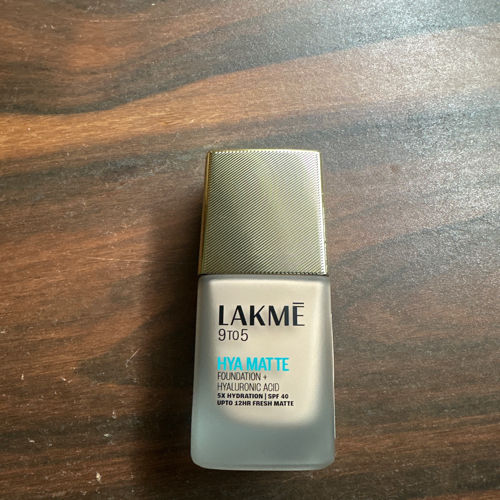 LAKMĒ
9TO5
HYA MATTE
FOUNDATION +
HYALURONIC ACID
5X HYDRATION | SPF 40
UPTO 12HR FRESH MATTE